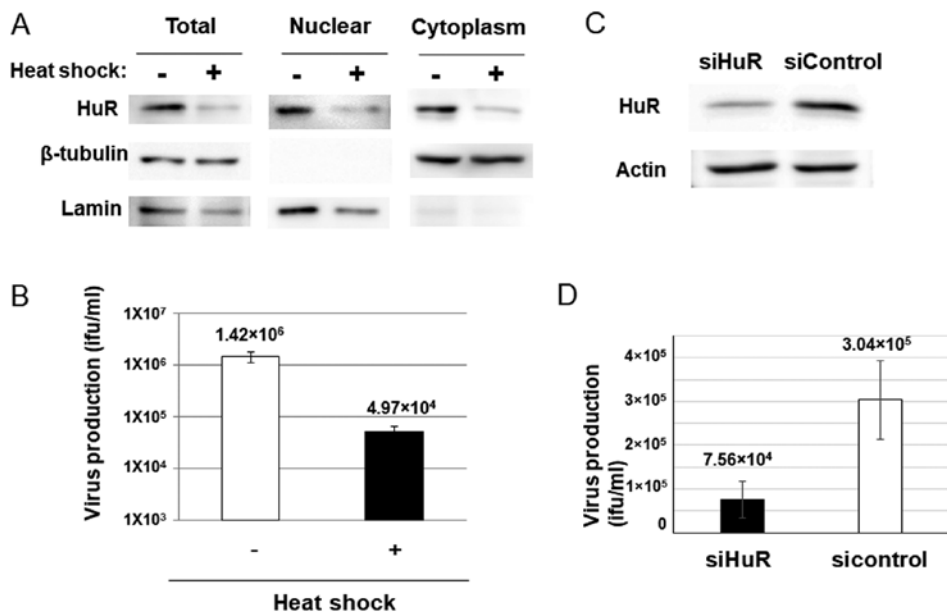 A
Total Nuclear Cytoplasm
Heat shock: - + - + - +
HuR
β-tubulin
Lamin
B
Virus production (ifu/ml)
1X10⁷
1X10⁶
1X10⁵
1X10⁴
1X10³
1.42×10⁶
4.97×10⁴
- +
Heat shock
C
siHuR siControl
HuR
Actin
D
Virus production
(ifu/ml)
4×10⁵
3×10⁵
2×10⁵
1×10⁵
0
7.56×10⁴
3.04×10⁵
siHuR sicontrol